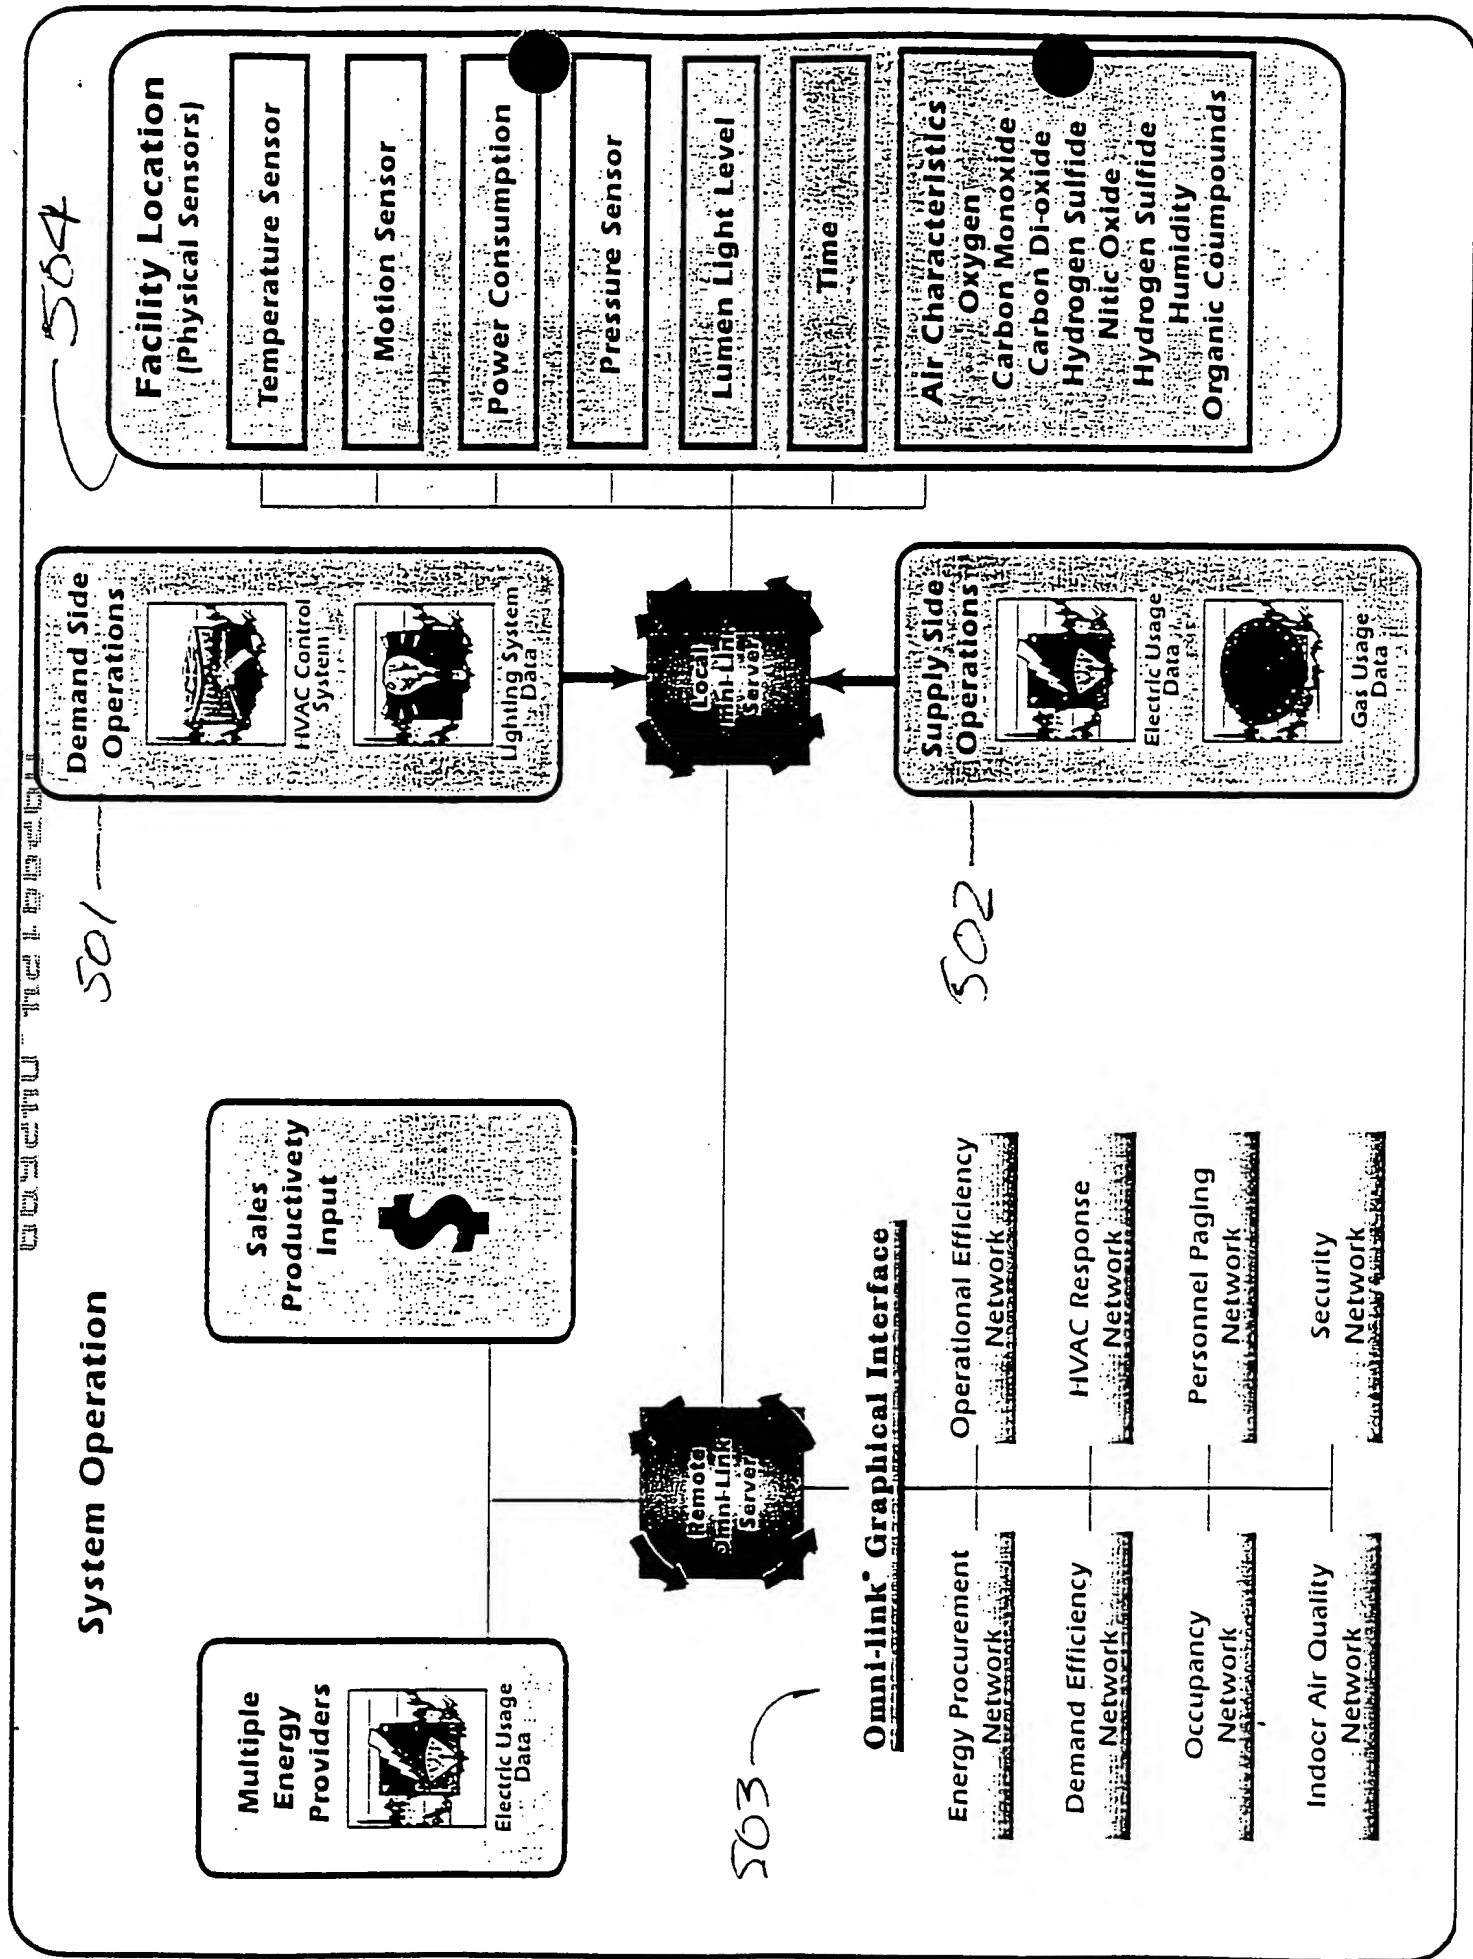 System Operation
Multiple
Energy
Providers
Electric Usage
Data
Sales
Productivety
Input
$
501
Demand Side
Operations
HVAC Control
System
Lighting System
Data
504
Facility Location
(Physical Sensors)
Temperature Sensor
Motion Sensor
Power Consumption
Pressure Sensor
Lumen Light Level
Time
Air Characteristics
Oxygen
Carbon Monoxide
Carbon Di-oxide
Hydrogen Sulfide
Nitic Oxide
Hydrogen Sulfide
Humidity
Organic Coumpounds
Remote
Omni-Link
Server
Local
Server
503
Omni-link® Graphical Interface
Energy Procurement
Network
Operational Efficiency
Network
Demand Efficiency
Network
HVAC Response
Network
Occupancy
Network
Personnel Paging
Network
Indoor Air Quality
Network
Security
Network
502
Supply Side
Operations
Electric Usage
Data
Gas Usage
Data